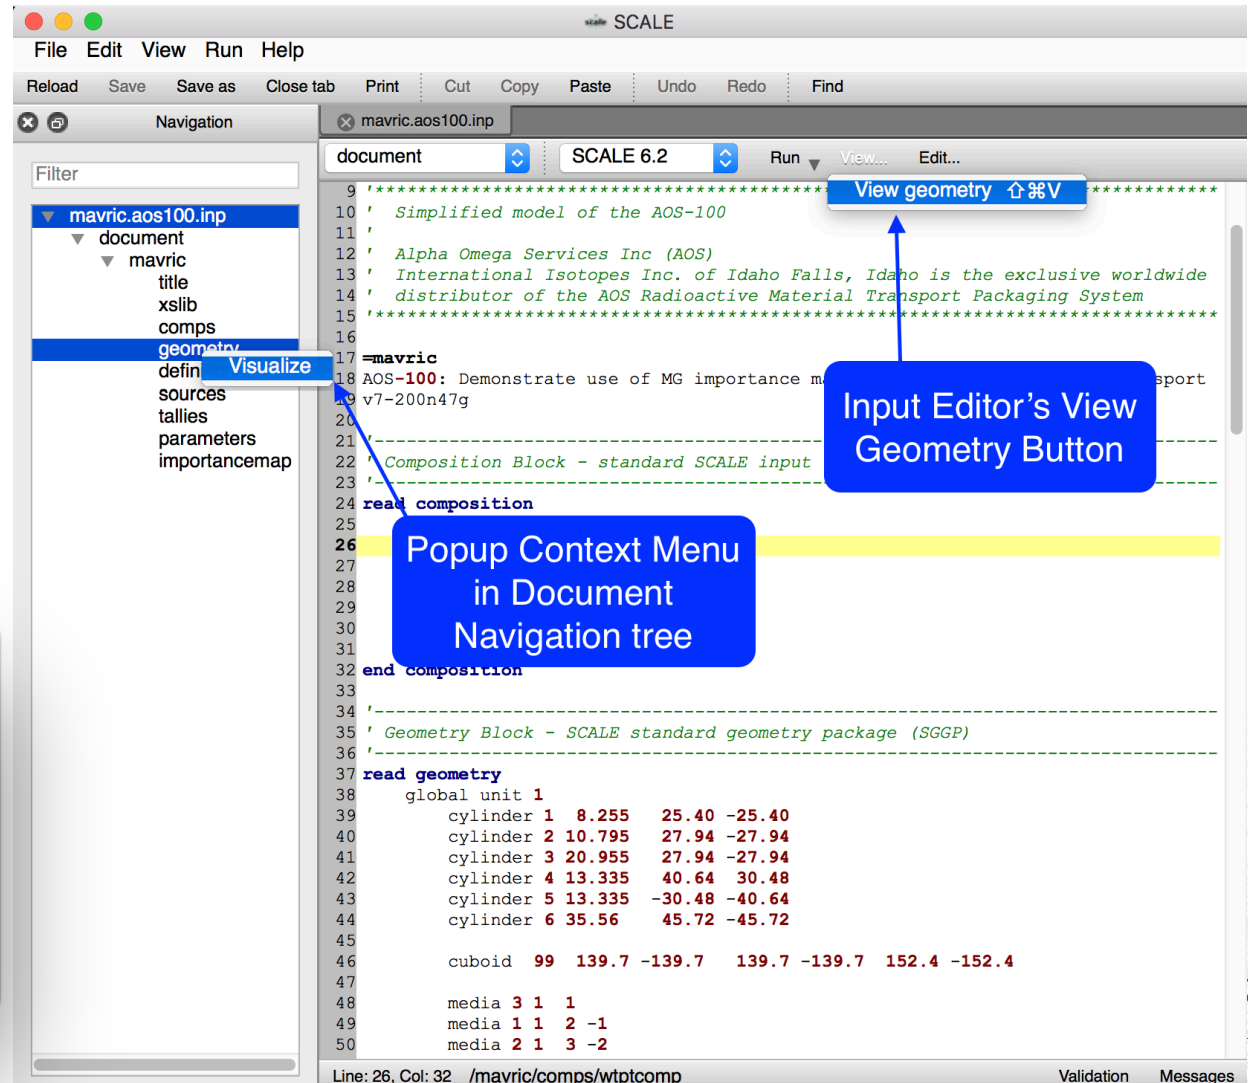 scale SCALE
File Edit View Run Help
Reload Save Save as Close tab Print Cut Copy Paste Undo Redo Find
Navigation
mavric.aos100.inp
document SCALE 6.2 Run View... Edit...
Filter
View geometry ⇧⌘V
mavric.aos100.inp
document
mavric
title
xslib
comps
geometry
Visualize
defin
sources
tallies
parameters
importancemap
9 '******************************************* ************
10 ' Simplified model of the AOS-100
11 '
12 ' Alpha Omega Services Inc (AOS)
13 ' International Isotopes Inc. of Idaho Falls, Idaho is the exclusive worldwide
14 ' distributor of the AOS Radioactive Material Transport Packaging System
15 '******************************************************************************
16
17 =mavric
18 AOS-100: Demonstrate use of MG importance m sport
19 v7-200n47g
20
21 '------------------------------------------
22 ' Composition Block - standard SCALE input
23 '------------------------------------------
24 read composition
25
26
27
28
29
30
31
32 end composition
33
34 '------------------------------------------------------------------------------
35 ' Geometry Block - SCALE standard geometry package (SGGP)
36 '------------------------------------------------------------------------------
37 read geometry
38 global unit 1
39 cylinder 1 8.255 25.40 -25.40
40 cylinder 2 10.795 27.94 -27.94
41 cylinder 3 20.955 27.94 -27.94
42 cylinder 4 13.335 40.64 30.48
43 cylinder 5 13.335 -30.48 -40.64
44 cylinder 6 35.56 45.72 -45.72
45
46 cuboid 99 139.7 -139.7 139.7 -139.7 152.4 -152.4
47
48 media 3 1 1
49 media 1 1 2 -1
50 media 2 1 3 -2
Input Editor's View
Geometry Button
Popup Context Menu
in Document
Navigation tree
Line: 26, Col: 32 /mavric/comps/wtptcomp Validation Messages